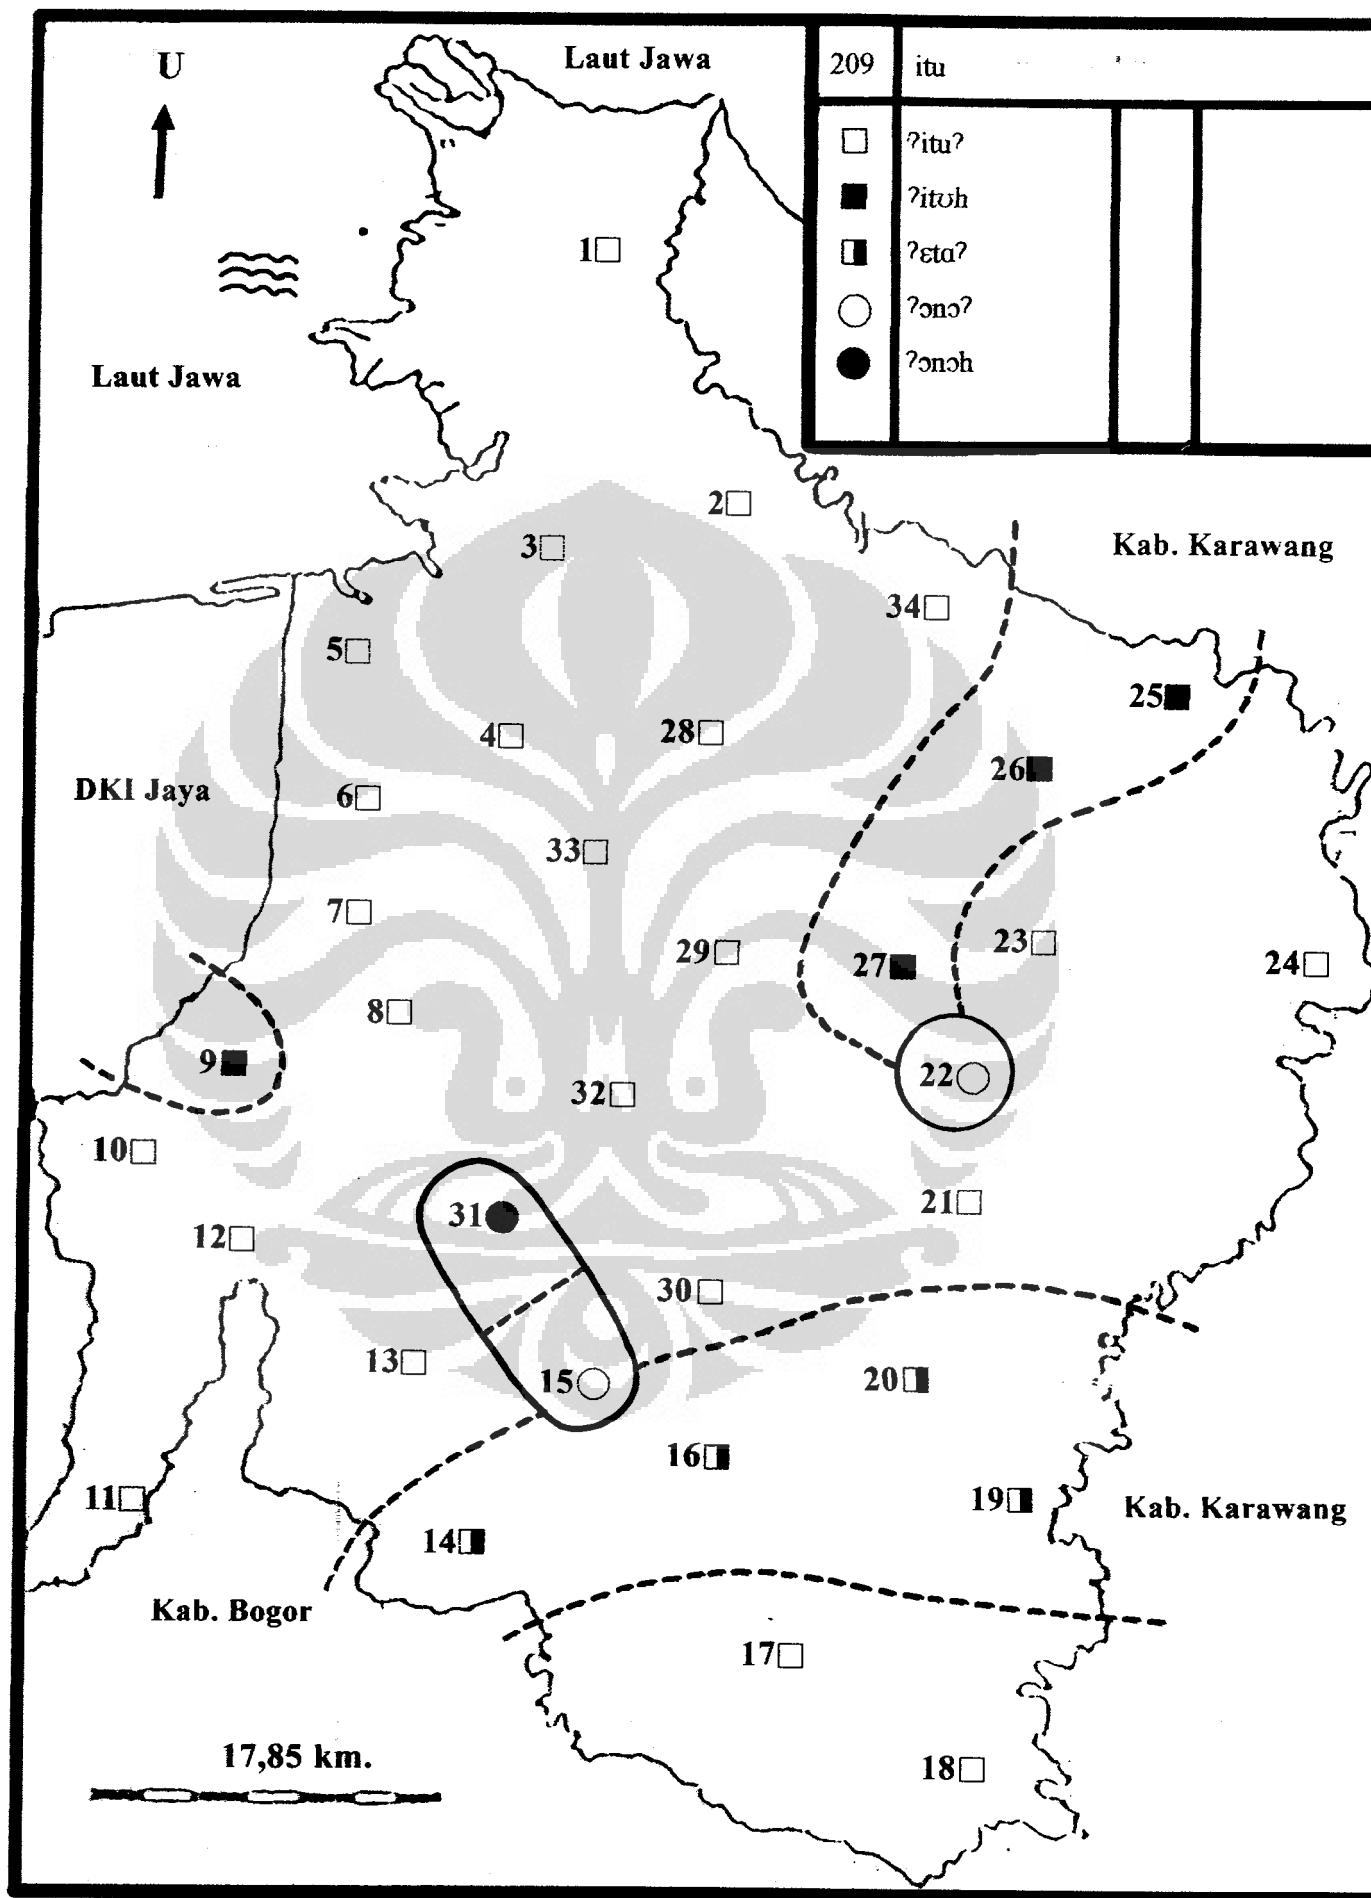 U
Laut Jawa
209 itu
ʔituʔ
ʔitʊh
ʔɛtɑʔ
ʔɔnɔʔ
ʔɔnɔh
1
Laut Jawa
2
3
Kab. Karawang
34
5
25
4
28
26
DKI Jaya
6
33
7
29
27
23
24
8
9
22
32
10
31
21
12
30
13
15
20
16
11
19
Kab. Karawang
14
Kab. Bogor
17
17,85 km.
18